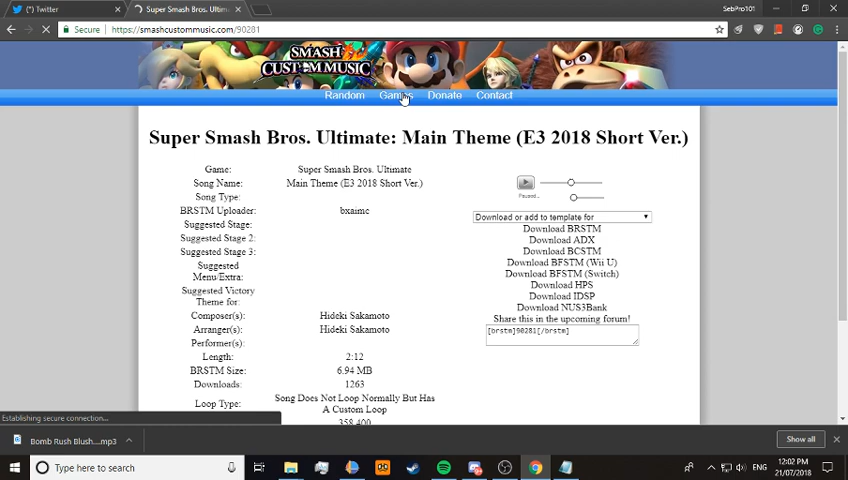 (*) Twitter
Super Smash Bros. Ultim
SebPro101
Secure
https://smashcustommusic.com/90281
SMASH
CUSTOM MUSIC
Random Games Donate Contact
Super Smash Bros. Ultimate: Main Theme (E3 2018 Short Ver.)
Game: Super Smash Bros. Ultimate
Song Name: Main Theme (E3 2018 Short Ver.)
Song Type:
BRSTM Uploader: bxaimc
Suggested Stage:
Suggested Stage 2:
Suggested Stage 3:
Suggested
Menu/Extra:
Suggested Victory
Theme for:
Composer(s): Hideki Sakamoto
Arranger(s): Hideki Sakamoto
Performer(s):
Length: 2:12
BRSTM Size: 6.94 MB
Downloads: 1263
Loop Type: Song Does Not Loop Normally But Has
A Custom Loop
358,400
Paused...
Download or add to template for
Download BRSTM
Download ADX
Download BCSTM
Download BFSTM (Wii U)
Download BFSTM (Switch)
Download HPS
Download IDSP
Download NUS3Bank
Share this in the upcoming forum!
[brstm]90281[/brstm]
Establishing secure connection...
Bomb Rush Blush....mp3
Show all
Type here to search
ENG
12:02 PM
21/07/2018